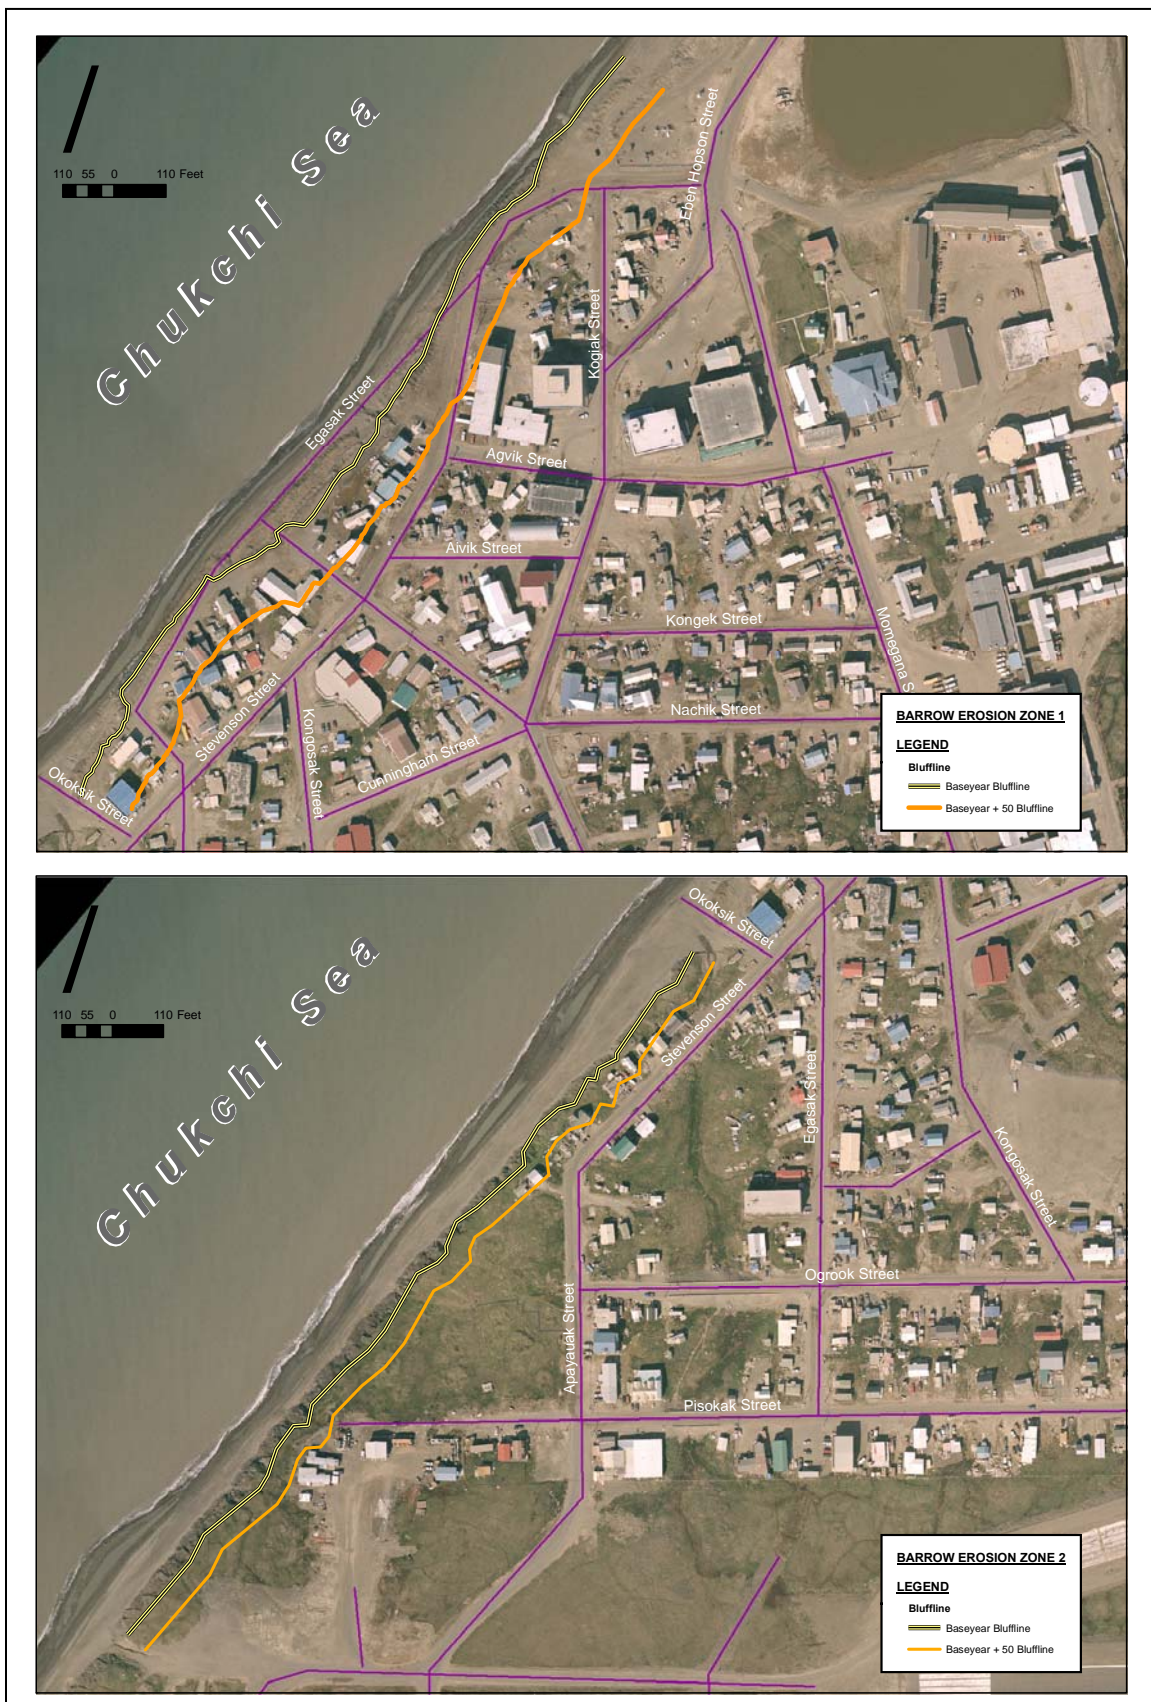 Chukchi Sea
110 55 0 110 Feet
Eben Hopson Street
Kogiak Street
Egasak Street
Agvik Street
Aivik Street
Kongek Street
Momegana S
Nachik Street
Stevenson Street
Kongosak Street
Cunningham Street
Okoksik Street
BARROW EROSION ZONE 1
LEGEND
Bluffline
Baseyear Bluffline
Baseyear + 50 Bluffline
Chukchi Sea
110 55 0 110 Feet
Okoksik Street
Stevenson Street
Egasak Street
Kongosak Street
Ogrook Street
Apayauak Street
Pisokak Street
BARROW EROSION ZONE 2
LEGEND
Bluffline
Baseyear Bluffline
Baseyear + 50 Bluffline